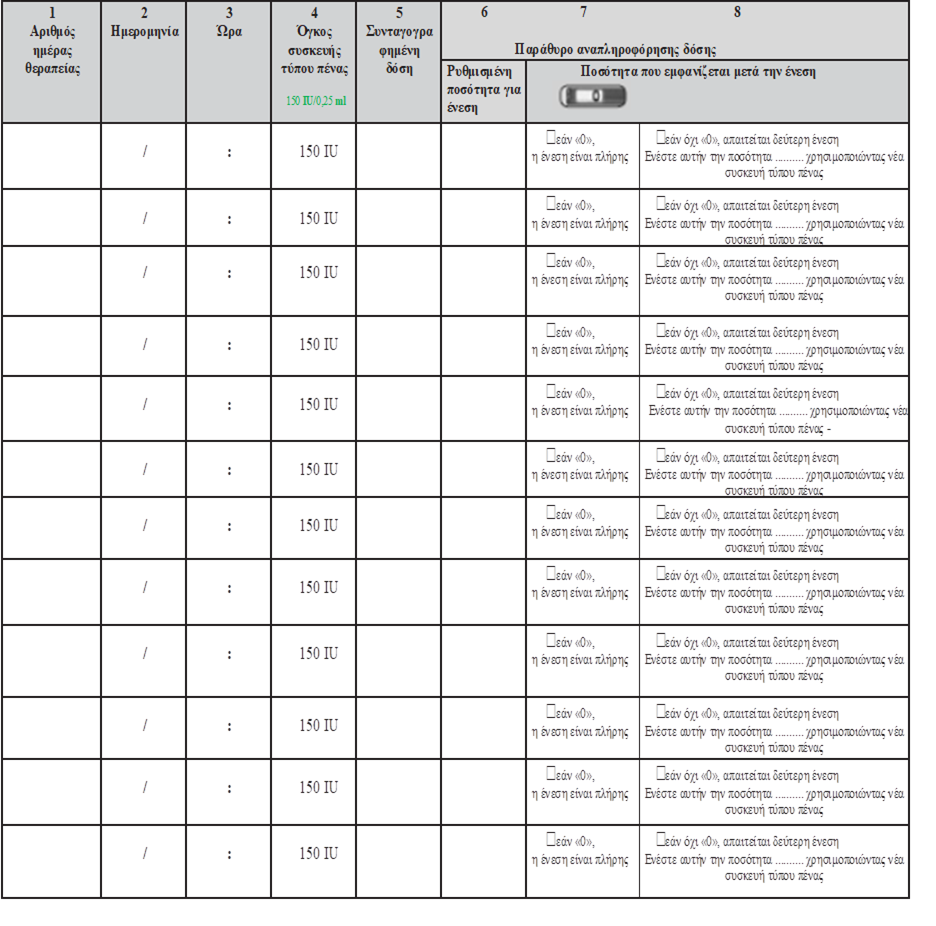 1 2 3 4 5 6 7 8
Αριθμός Ημερομηνία Ώρα Όγκος Συνταγογρα
ημέρας συσκευής φημένη Παράθυρο αναπληροφόρησης δόσης
θεραπείας τύπου πένας δόση
Ρυθμισμένη Ποσότητα που εμφανίζεται μετά την ένεση
ποσότητα για
150 IU/0,25 ml
ένεση
□εάν «0», □εάν όχι «0», απαιτείται δεύτερη ένεση
/ : 150 IU η ένεση είναι πλήρης Ενέστε αυτήν την ποσότητα .......... χρησιμοποιώντας νέα
συσκευή τύπου πένας
□εάν «0», □εάν όχι «0», απαιτείται δεύτερη ένεση
/ : 150 IU η ένεση είναι πλήρης Ενέστε αυτήν την ποσότητα .......... χρησιμοποιώντας νέα
συσκευή τύπου πένας
□εάν «0», □εάν όχι «0», απαιτείται δεύτερη ένεση
/ : 150 IU η ένεση είναι πλήρης Ενέστε αυτήν την ποσότητα .......... χρησιμοποιώντας νέα
συσκευή τύπου πένας
□εάν «0», □εάν όχι «0», απαιτείται δεύτερη ένεση
/ : 150 IU η ένεση είναι πλήρης Ενέστε αυτήν την ποσότητα .......... χρησιμοποιώντας νέα
συσκευή τύπου πένας
□εάν «0», □εάν όχι «0», απαιτείται δεύτερη ένεση
/ : 150 IU η ένεση είναι πλήρης Ενέστε αυτήν την ποσότητα .......... χρησιμοποιώντας νέα
συσκευή τύπου πένας -
□εάν «0», □εάν όχι «0», απαιτείται δεύτερη ένεση
/ : 150 IU η ένεση είναι πλήρης Ενέστε αυτήν την ποσότητα .......... χρησιμοποιώντας νέα
συσκευή τύπου πένας
□εάν «0», □εάν όχι «0», απαιτείται δεύτερη ένεση
/ : 150 IU η ένεση είναι πλήρης Ενέστε αυτήν την ποσότητα .......... χρησιμοποιώντας νέα
συσκευή τύπου πένας
□εάν «0», □εάν όχι «0», απαιτείται δεύτερη ένεση
/ : 150 IU η ένεση είναι πλήρης Ενέστε αυτήν την ποσότητα .......... χρησιμοποιώντας νέα
συσκευή τύπου πένας
□εάν «0», □εάν όχι «0», απαιτείται δεύτερη ένεση
/ : 150 IU η ένεση είναι πλήρης Ενέστε αυτήν την ποσότητα .......... χρησιμοποιώντας νέα
συσκευή τύπου πένας
□εάν «0», □εάν όχι «0», απαιτείται δεύτερη ένεση
/ : 150 IU η ένεση είναι πλήρης Ενέστε αυτήν την ποσότητα .......... χρησιμοποιώντας νέα
συσκευή τύπου πένας
□εάν «0», □εάν όχι «0», απαιτείται δεύτερη ένεση
/ : 150 IU η ένεση είναι πλήρης Ενέστε αυτήν την ποσότητα .......... χρησιμοποιώντας νέα
συσκευή τύπου πένας
□εάν «0», □εάν όχι «0», απαιτείται δεύτερη ένεση
/ : 150 IU η ένεση είναι πλήρης Ενέστε αυτήν την ποσότητα .......... χρησιμοποιώντας νέα
συσκευή τύπου πένας